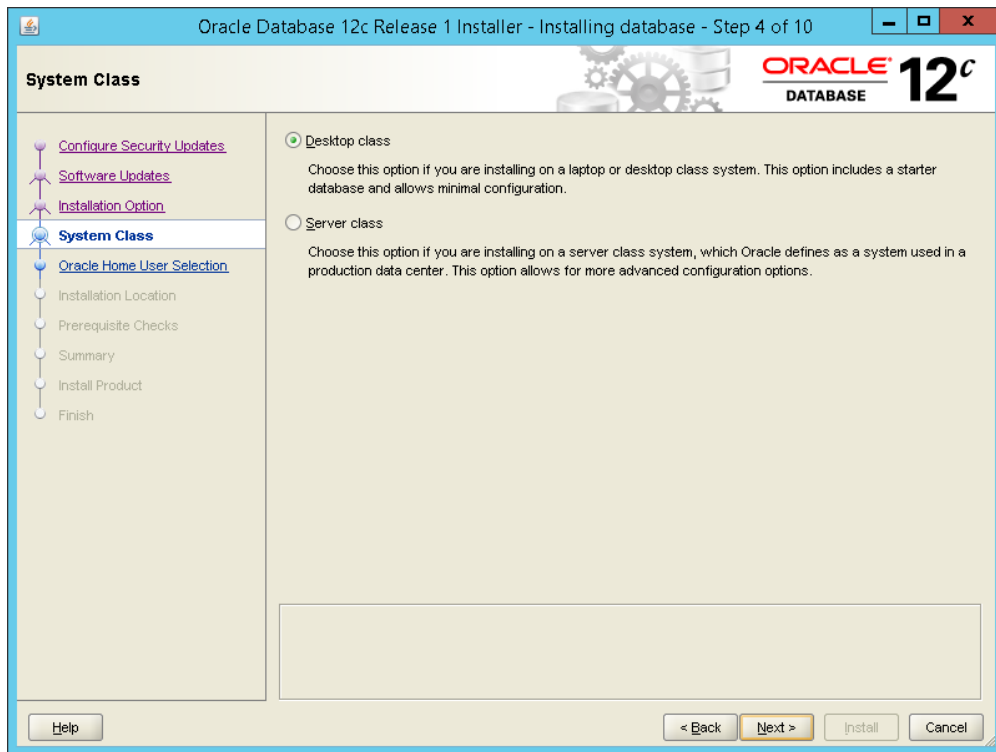 Oracle Database 12c Release 1 Installer - Installing database - Step 4 of 10
System Class
ORACLE
DATABASE
12c
Configure Security Updates
Software Updates
Installation Option
System Class
Oracle Home User Selection
Installation Location
Prerequisite Checks
Summary
Install Product
Finish
Desktop class
Choose this option if you are installing on a laptop or desktop class system. This option includes a starter
database and allows minimal configuration.
Server class
Choose this option if you are installing on a server class system, which Oracle defines as a system used in a
production data center. This option allows for more advanced configuration options.
Help
< Back
Next >
Install
Cancel